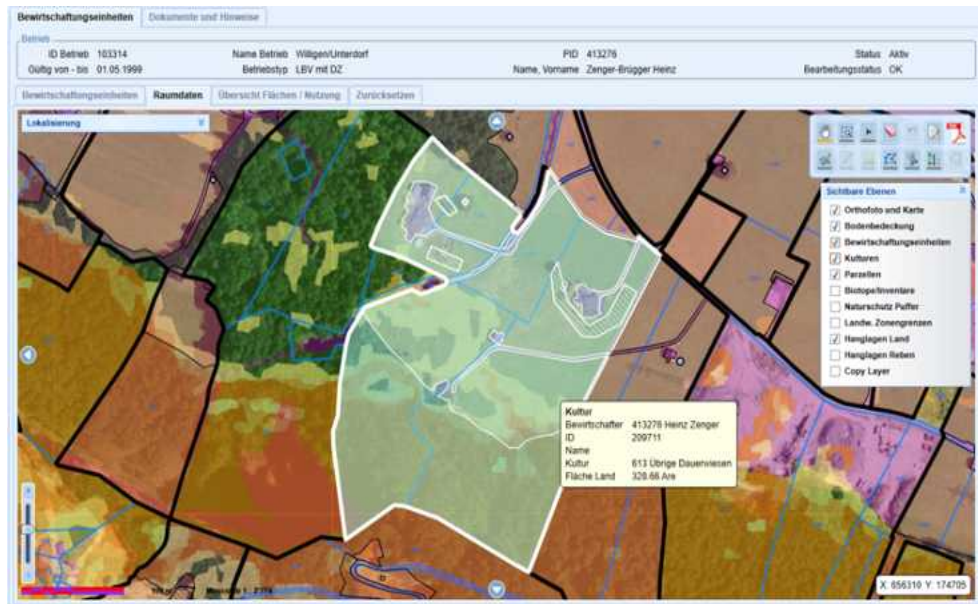 Bewirtschaftungseinheiten Dokumente und Hinweise
Betrieb
ID Betrieb 103314 Name Betrieb Willigen/Unterdorf PID 413276 Status Aktiv
Gültig von - bis 01.05.1999 Betriebstyp LBV mit DZ Name, Vorname Zenger-Brügger Heinz Bearbeitungsstatus OK
Bewirtschaftungseinheiten Raumdaten Übersicht Flächen / Nutzung Zurücksetzen
Lokalisierung
Sichtbare Ebenen
Orthofoto und Karte
Bodenbedeckung
Bewirtschaftungseinheiten
Kulturen
Parzellen
Biotope/Inventare
Naturschutz Puffer
Landw. Zonengrenzen
Hanglagen Land
Hanglagen Reben
Copy Layer
Kultur
Bewirtschafter 413276 Heinz Zenger
ID 209711
Name
Kultur 613 Übrige Dauerwiesen
Fläche Land 328.66 Are
X: 656310 Y: 174705